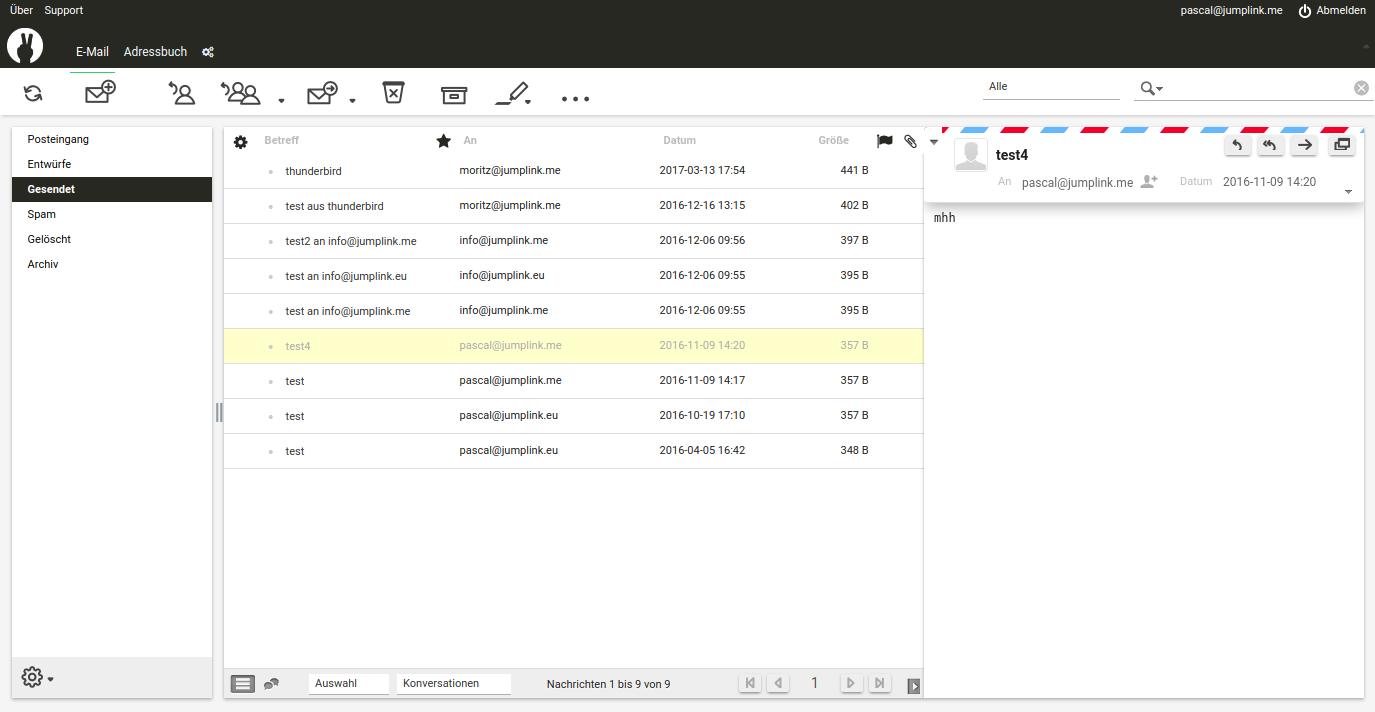 Über Support pascal@jumplink.me Abmelden
E-Mail Adressbuch
Alle
Posteingang
Entwürfe
Gesendet
Spam
Gelöscht
Archiv
Betreff An Datum Größe
thunderbird moritz@jumplink.me 2017-03-13 17:54 441 B
test aus thunderbird moritz@jumplink.me 2016-12-16 13:15 402 B
test2 an info@jumplink.me info@jumplink.me 2016-12-06 09:56 397 B
test an info@jumplink.eu info@jumplink.eu 2016-12-06 09:55 395 B
test an info@jumplink.me info@jumplink.me 2016-12-06 09:55 395 B
test4 pascal@jumplink.me 2016-11-09 14:20 357 B
test pascal@jumplink.me 2016-11-09 14:17 357 B
test pascal@jumplink.eu 2016-10-19 17:10 357 B
test pascal@jumplink.eu 2016-04-05 16:42 348 B
Auswahl Konversationen Nachrichten 1 bis 9 von 9 1
test4
An pascal@jumplink.me Datum 2016-11-09 14:20
mhh